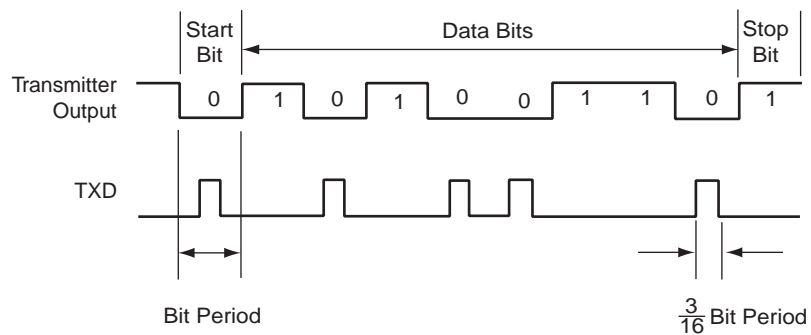 Start Bit
Data Bits
Stop Bit
Transmitter Output
0 1 0 1 0 0 1 1 0 1
TXD
Bit Period
3/16 Bit Period